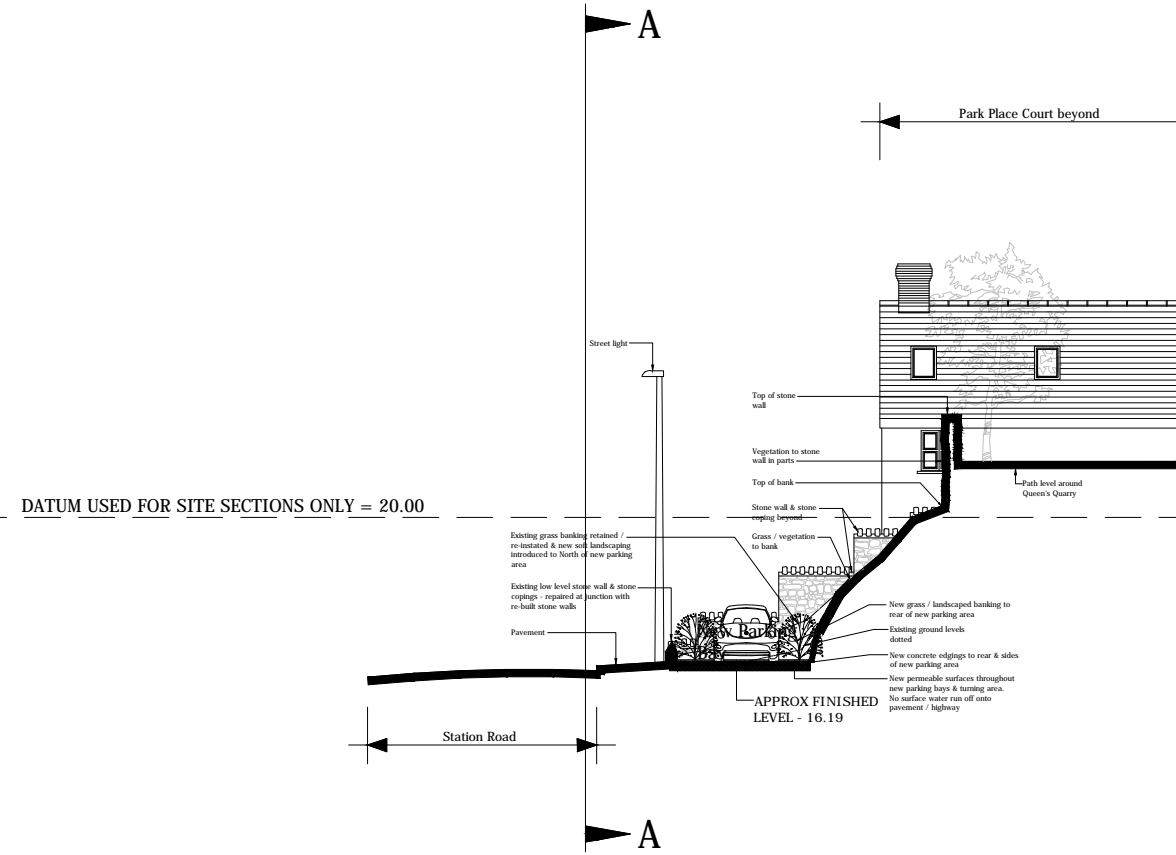 A
Park Place Court beyond
Street light
Top of stone
wall
Vegetation to stone
wall in parts
Top of bank
Path level around
Queen's Quarry
DATUM USED FOR SITE SECTIONS ONLY = 20.00
Stone wall & stone
coping beyond
Grass / vegetation
to bank
Existing grass banking retained /
re-instated & new soft landscaping
introduced to North of new parking
area
Existing low level stone wall & stone
copings - repaired at junction with
re-built stone walls
Pavement
New Parking
Bay
New grass / landscaped banking to
rear of new parking area
Existing ground levels
dotted
New concrete edgings to rear & sides
of new parking area
New permeable surfaces throughout
new parking bays & turning area.
No surface water run off onto
pavement / highway
APPROX FINISHED
LEVEL - 16.19
Station Road
A